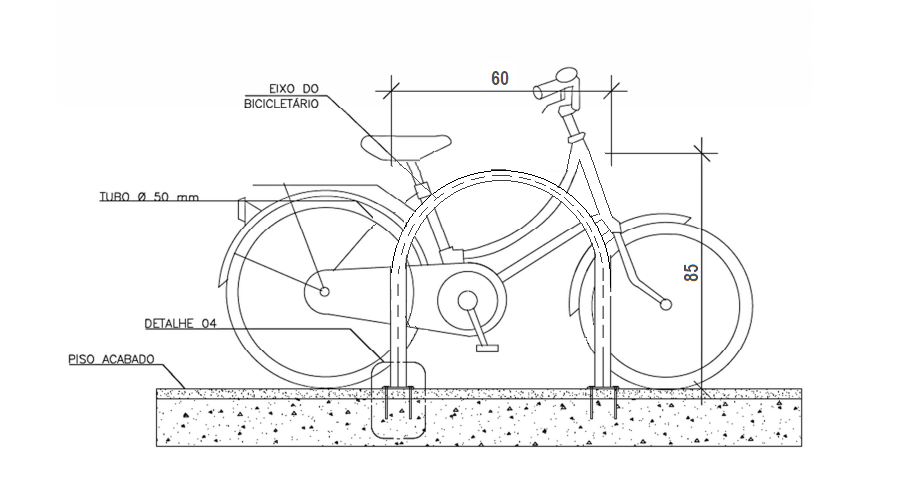 60
EIXO DO
BICICLETÁRIO
TUBO Ø 50 mm
85
DETALHE 04
PISO ACABADO